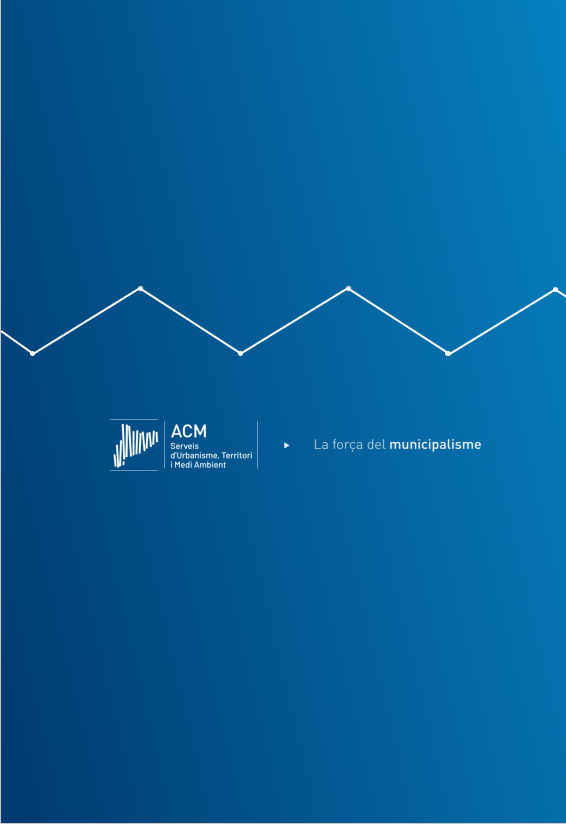 ACM
Serveis
d'Urbanisme, Territori
i Medi Ambient
La força del municipalisme